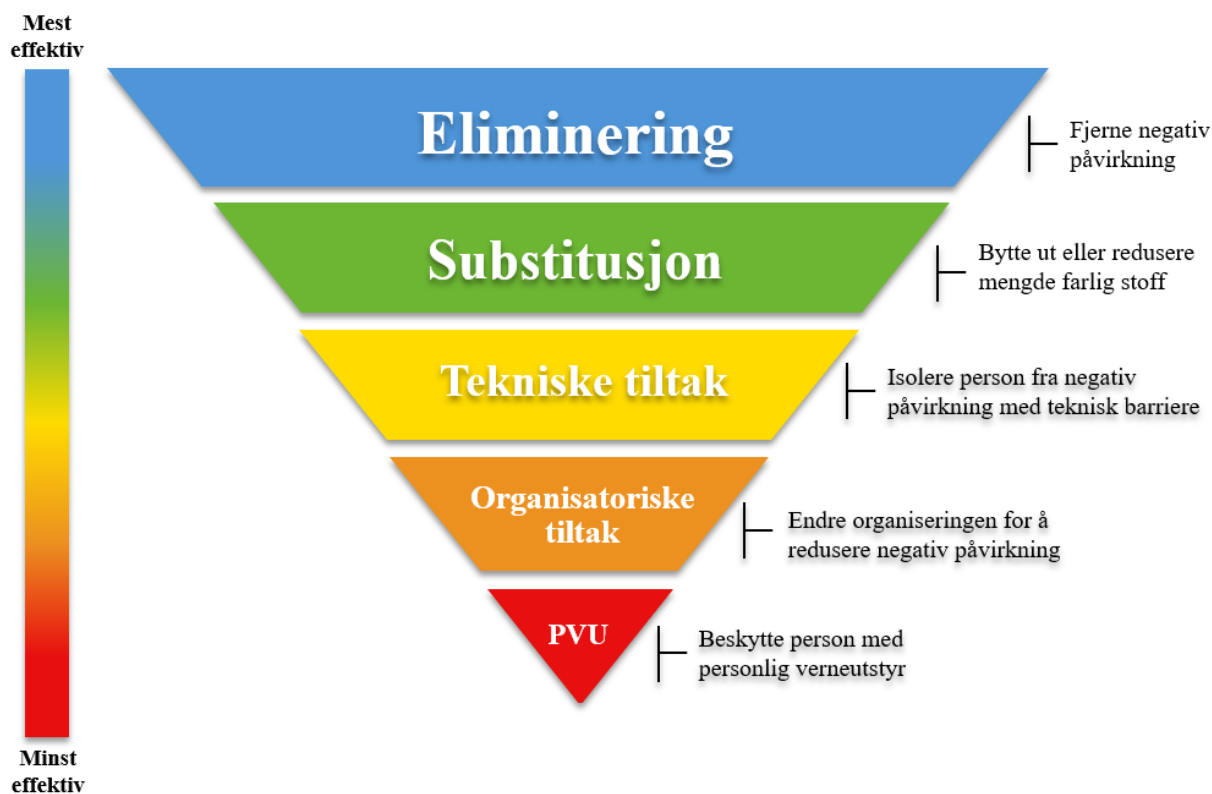 Mest
effektiv
Eliminering
Fjerne negativ
påvirkning
Substitusjon
Bytte ut eller redusere
mengde farlig stoff
Tekniske tiltak
Isolere person fra negativ
påvirkning med teknisk barriere
Organisatoriske
tiltak
Endre organiseringen for å
redusere negativ påvirkning
PVU
Beskytte person med
personlig verneutstyr
Minst
effektiv